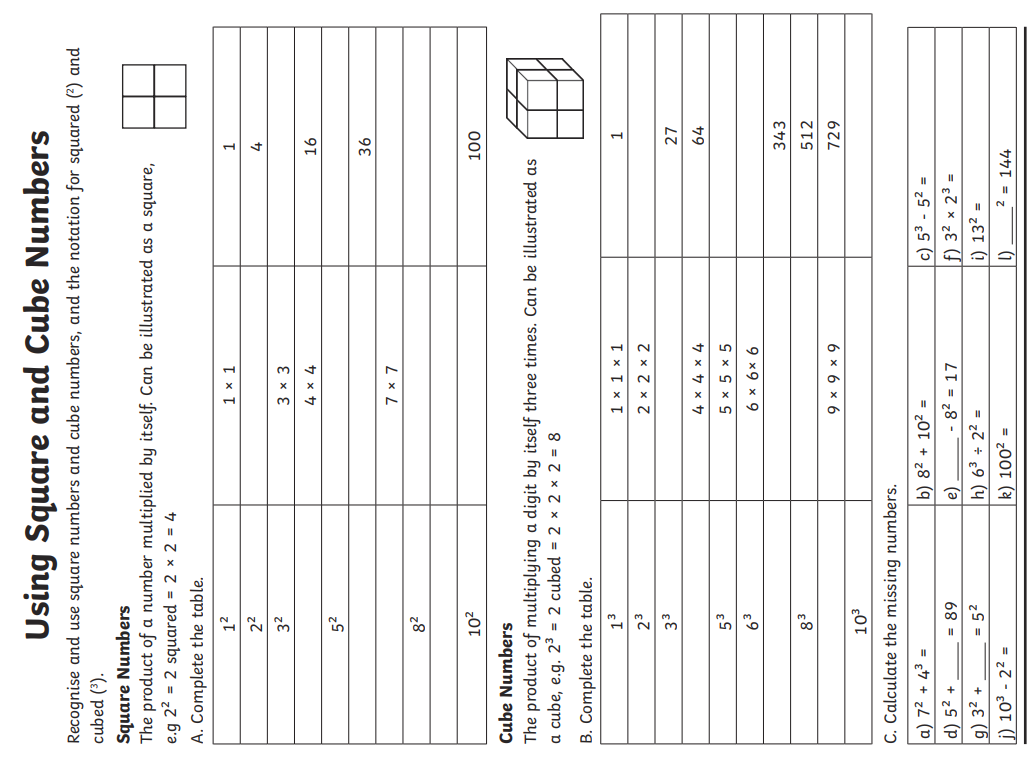 Using Square and Cube Numbers
Recognise and use square numbers and cube numbers, and the notation for squared (²) and
cubed (³).
Square Numbers
The product of a number multiplied by itself. Can be illustrated as a square,
e.g 2² = 2 squared = 2 × 2 = 4
A. Complete the table.
1² 1 × 1 1
2² 4
3² 3 × 3
4 × 4 16
5²
36
7 × 7
8²
10² 100
Cube Numbers
The product of multiplying a digit by itself three times. Can be illustrated as
a cube, e.g. 2³ = 2 cubed = 2 × 2 × 2 = 8
B. Complete the table.
1³ 1 × 1 × 1 1
2³ 2 × 2 × 2
3³ 27
4 × 4 × 4 64
5³ 5 × 5 × 5
6³ 6 × 6× 6
343
8³ 512
9 × 9 × 9 729
10³
C. Calculate the missing numbers.
a) 7² + 4³ = b) 8² + 10² = c) 5³ - 5² =
d) 5² + ____ = 89 e) ____ - 8² = 17 f) 3² × 2³ =
g) 3² + ____ = 5² h) 6³ ÷ 2² = i) 13² =
j) 10³ - 2² = k) 100² = l) ____ ² = 144